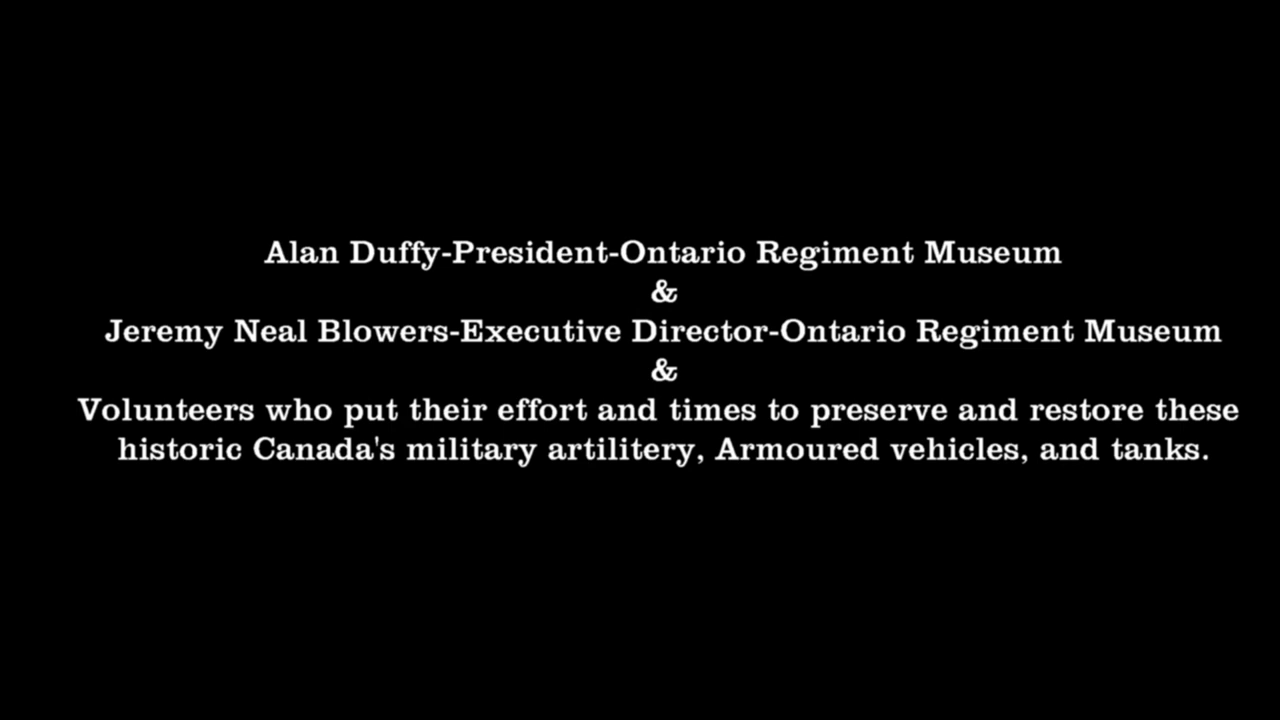 Alan Duffy-President-Ontario Regiment Museum
&
Jeremy Neal Blowers-Executive Director-Ontario Regiment Museum
&
Volunteers who put their effort and times to preserve and restore these
historic Canada's military artilitery, Armoured vehicles, and tanks.